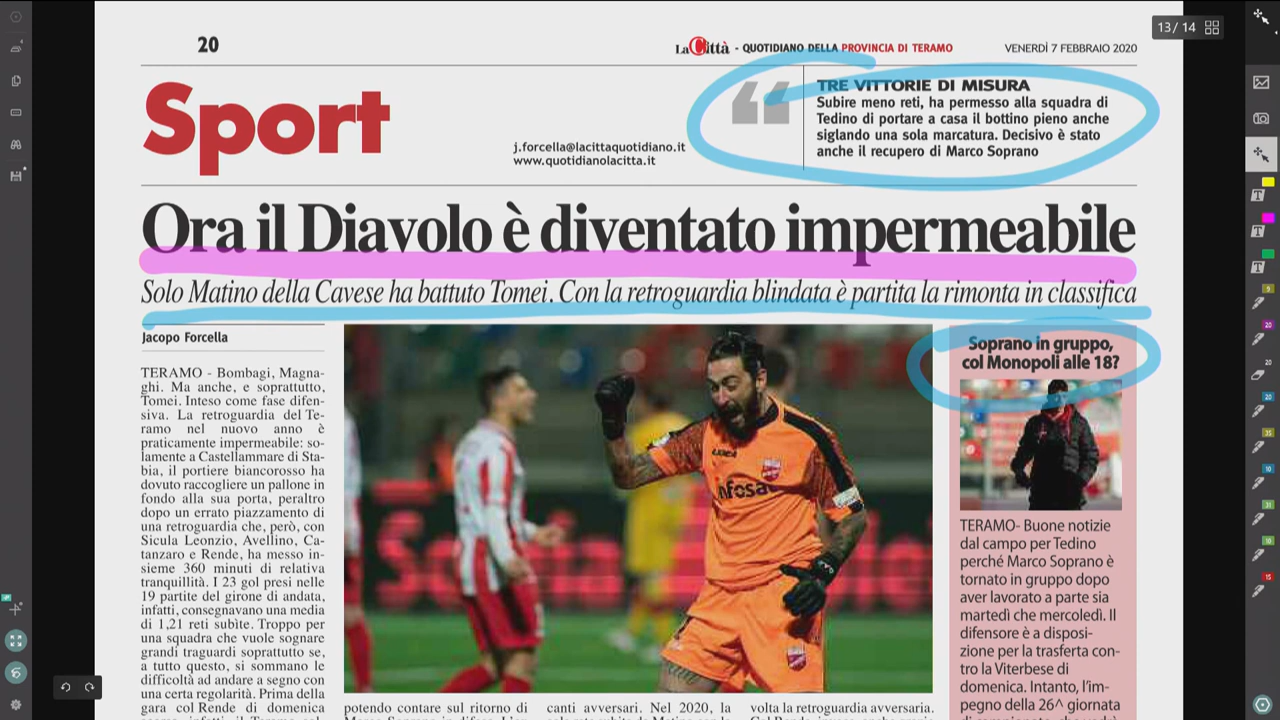 13/14
20
La Città - QUOTIDIANO DELLA PROVINCIA DI TERAMO
VENERDÌ 7 FEBBRAIO 2020
Sport
j.forcella@lacittaquotidiano.it
www.quotidianolacitta.it
“
TRE VITTORIE DI MISURA
Subire meno reti, ha permesso alla squadra di
Tedino di portare a casa il bottino pieno anche
siglando una sola marcatura. Decisivo è stato
anche il recupero di Marco Soprano
Ora il Diavolo è diventato impermeabile
Solo Matino della Cavese ha battuto Tomei. Con la retroguardia blindata è partita la rimonta in classifica
Jacopo Forcella
TERAMO - Bombagi, Magna-
ghi. Ma anche, e soprattutto,
Tomei. Inteso come fase difen-
siva. La retroguardia del Te-
ramo nel nuovo anno è
praticamente impermeabile: so-
lamente a Castellammare di Sta-
bia, il portiere biancorosso ha
dovuto raccogliere un pallone in
fondo alla sua porta, peraltro
dopo un errato piazzamento di
una retroguardia che, però, con
Sicula Leonzio, Avellino, Ca-
tanzaro e Rende, ha messo in-
sieme 360 minuti di relativa
tranquillità. I 23 gol presi nelle
19 partite del girone di andata,
infatti, consegnavano una media
di 1,21 reti subite. Troppo per
una squadra che vuole sognare
grandi traguardi soprattutto se,
a tutto questo, si sommano le
difficoltà ad andare a segno con
una certa regolarità. Prima della
gara col Rende di domenica
infosat
potendo contare sul ritorno di
canti avversari. Nel 2020, la
volta la retroguardia avversaria.
Soprano in gruppo,
col Monopoli alle 18?
TERAMO- Buone notizie
dal campo per Tedino
perché Marco Soprano è
tornato in gruppo dopo
aver lavorato a parte sia
martedì che mercoledì. Il
difensore è a disposi-
zione per la trasferta con-
tro la Viterbese di
domenica. Intanto, l'im-
pegno della 26^ giornata